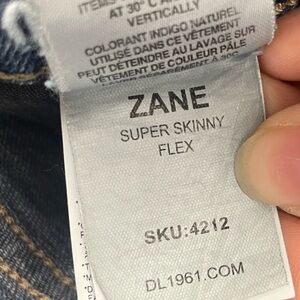 AT 30° C A
VERTICALLY
COLORANT INDIGO NATUREL
UTILISÉ DANS CE VÊTEMENT
PEUT DÉTEINDRE AU LAVAGE SUR
VÊTEMENT DE COULEUR PÂLE
ZANE
SUPER SKINNY
FLEX
SKU:4212
DL1961.COM